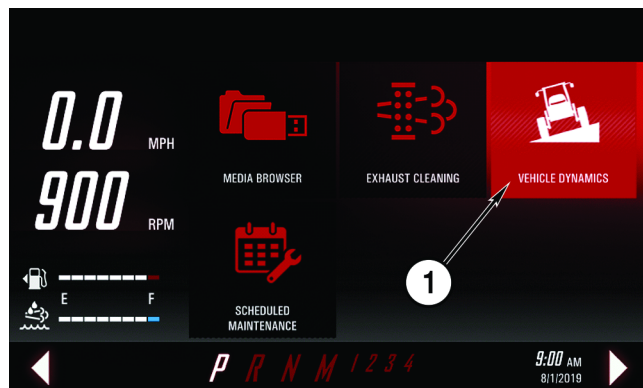 0.0 MPH
900 RPM
E F
MEDIA BROWSER
EXHAUST CLEANING
VEHICLE DYNAMICS
SCHEDULED
MAINTENANCE
1
P R N M 1 2 3 4
9:00 AM
8/1/2019